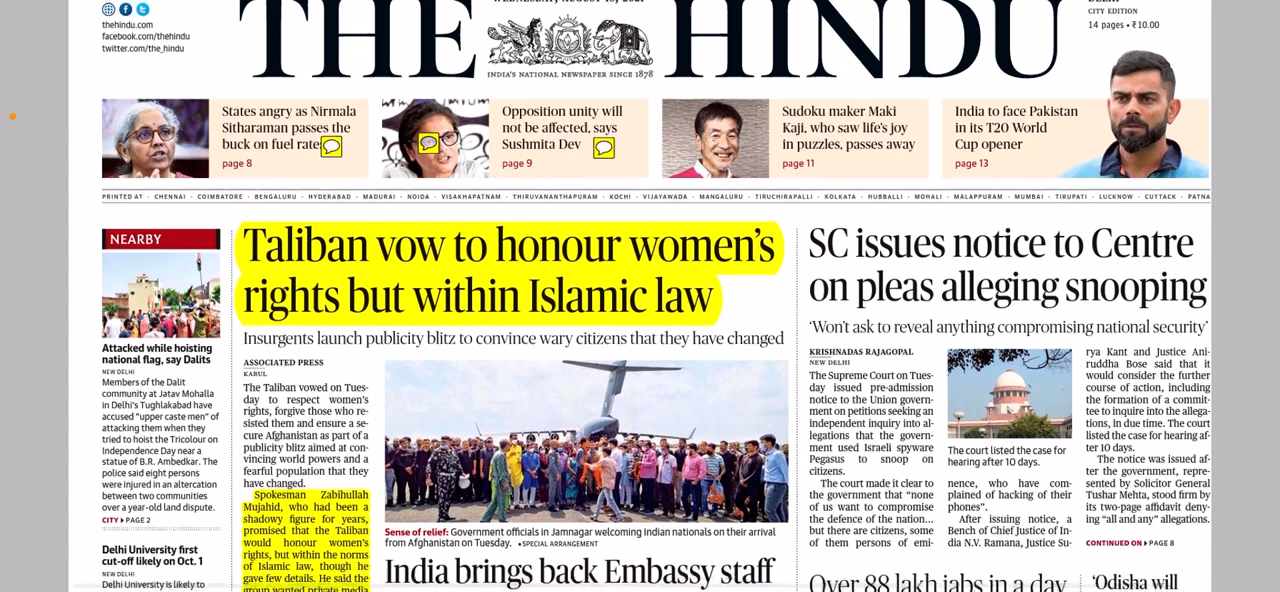 WEDNESDAY, AUGUST 18, 2021
DELHI
thehindu.com
facebook.com/thehindu
twitter.com/the_hindu
THE HINDU
INDIA'S NATIONAL NEWSPAPER SINCE 1878
CITY EDITION
14 pages • ₹10.00
States angry as Nirmala
Sitharaman passes the
buck on fuel rates
page 8
Opposition unity will
not be affected, says
Sushmita Dev
page 9
Sudoku maker Maki
Kaji, who saw life's joy
in puzzles, passes away
page 11
India to face Pakistan
in its T20 World
Cup opener
page 13
PRINTED AT • CHENNAI • COIMBATORE • BENGALURU • HYDERABAD • MADURAI • NOIDA • VISAKHAPATNAM • THIRUVANANTHAPURAM • KOCHI • VIJAYAWADA • MANGALURU • TIRUCHIRAPALLI • KOLKATA • HUBBALLI • MOHALI • MALAPPURAM • MUMBAI • TIRUPATI • LUCKNOW • CUTTACK • PATNA
NEARBY
Attacked while hoisting
national flag, say Dalits
NEW DELHI
Members of the Dalit
community at Jatav Mohalla
in Delhi's Tughlakabad have
accused "upper caste men" of
attacking them when they
tried to hoist the Tricolour on
Independence Day near a
statue of B.R. Ambedkar. The
police said eight persons
were injured in an altercation
between two communities
over a year-old land dispute.
CITY PAGE 2
Delhi University first
cut-off likely on Oct. 1
NEW DELHI
Delhi University is likely to
Taliban vow to honour women's
rights but within Islamic law
Insurgents launch publicity blitz to convince wary citizens that they have changed
ASSOCIATED PRESS
KABUL
The Taliban vowed on Tues-
day to respect women's
rights, forgive those who re-
sisted them and ensure a se-
cure Afghanistan as part of a
publicity blitz aimed at con-
vincing world powers and a
fearful population that they
have changed.
Spokesman Zabihullah
Mujahid, who had been a
shadowy figure for years,
promised that the Taliban
would honour women's
rights, but within the norms
of Islamic law, though he
gave few details. He said the
group wanted private media
Sense of relief: Government officials in Jamnagar welcoming Indian nationals on their arrival
from Afghanistan on Tuesday. •SPECIAL ARRANGEMENT
India brings back Embassy staff
SC issues notice to Centre
on pleas alleging snooping
'Won't ask to reveal anything compromising national security'
KRISHNADAS RAJAGOPAL
NEW DELHI
The Supreme Court on Tues-
day issued pre-admission
notice to the Union govern-
ment on petitions seeking an
independent inquiry into al-
legations that the govern-
ment used Israeli spyware
Pegasus to snoop on
citizens.
The court made it clear to
the government that "none
of us want to compromise
the defence of the nation...
but there are citizens, some
of them persons of emi-
The court listed the case for
hearing after 10 days.
nence, who have com-
plained of hacking of their
phones".
After issuing notice, a
Bench of Chief Justice of In-
dia N.V. Ramana, Justice Su-
rya Kant and Justice Ani-
ruddha Bose said that it
would consider the further
course of action, including
the formation of a commit-
tee to inquire into the allega-
tions, in due time. The court
listed the case for hearing af-
ter 10 days.
The notice was issued af-
ter the government, repre-
sented by Solicitor General
Tushar Mehta, stood firm by
its two-page affidavit deny-
ing "all and any" allegations.
CONTINUED ON PAGE 8
Over 88 lakh jabs in a day
'Odisha will